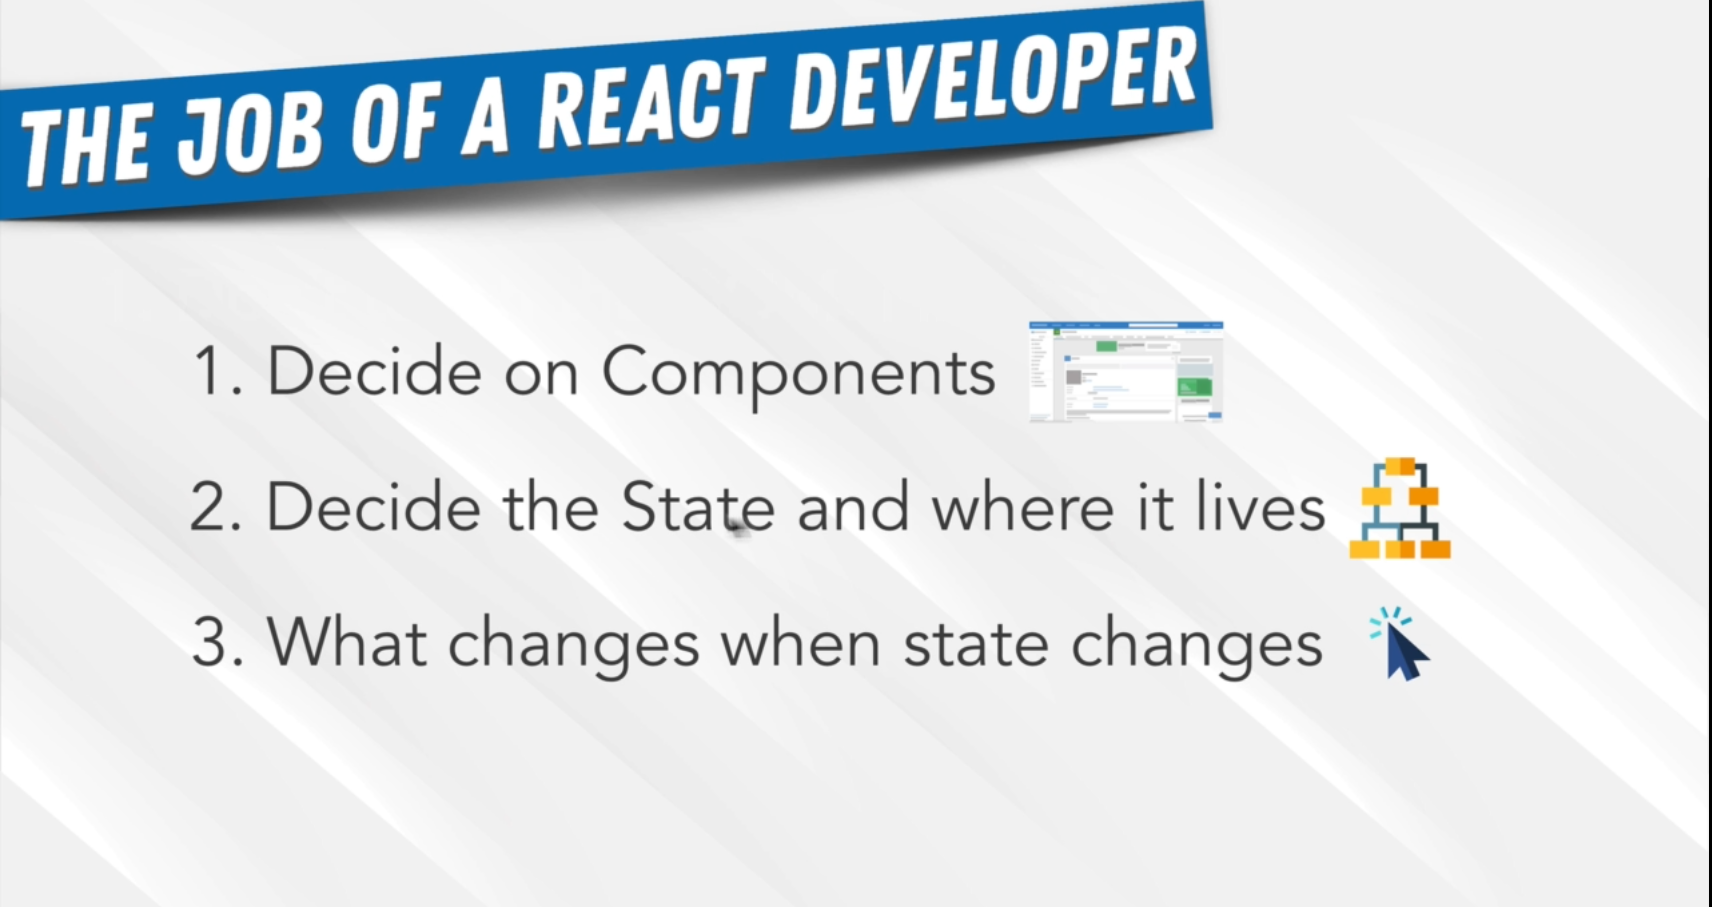 THE JOB OF A REACT DEVELOPER
1. Decide on Components
2. Decide the State and where it lives
3. What changes when state changes